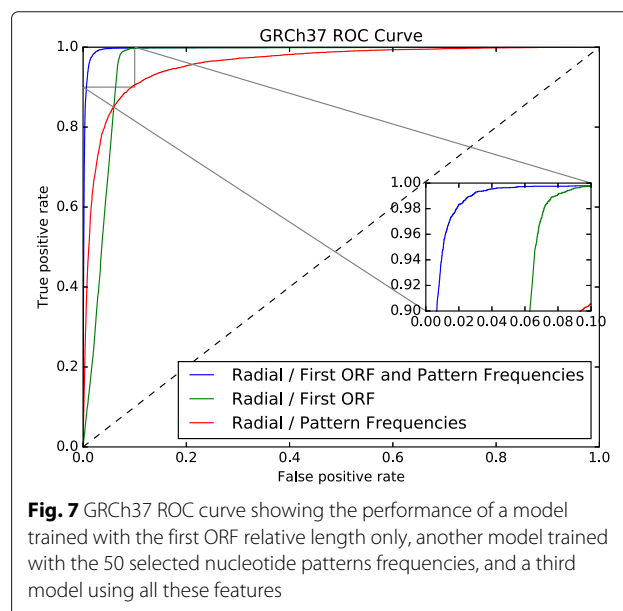 GRCh37 ROC Curve
1.0
0.8
0.6
0.4
0.2
0.0
True positive rate
1.00
0.98
0.96
0.94
0.92
0.90
0.00 0.02 0.04 0.06 0.08 0.10
Radial / First ORF and Pattern Frequencies
Radial / First ORF
Radial / Pattern Frequencies
0.0 0.2 0.4 0.6 0.8 1.0
False positive rate
Fig. 7 GRCh37 ROC curve showing the performance of a model
trained with the first ORF relative length only, another model trained
with the 50 selected nucleotide patterns frequencies, and a third
model using all these features